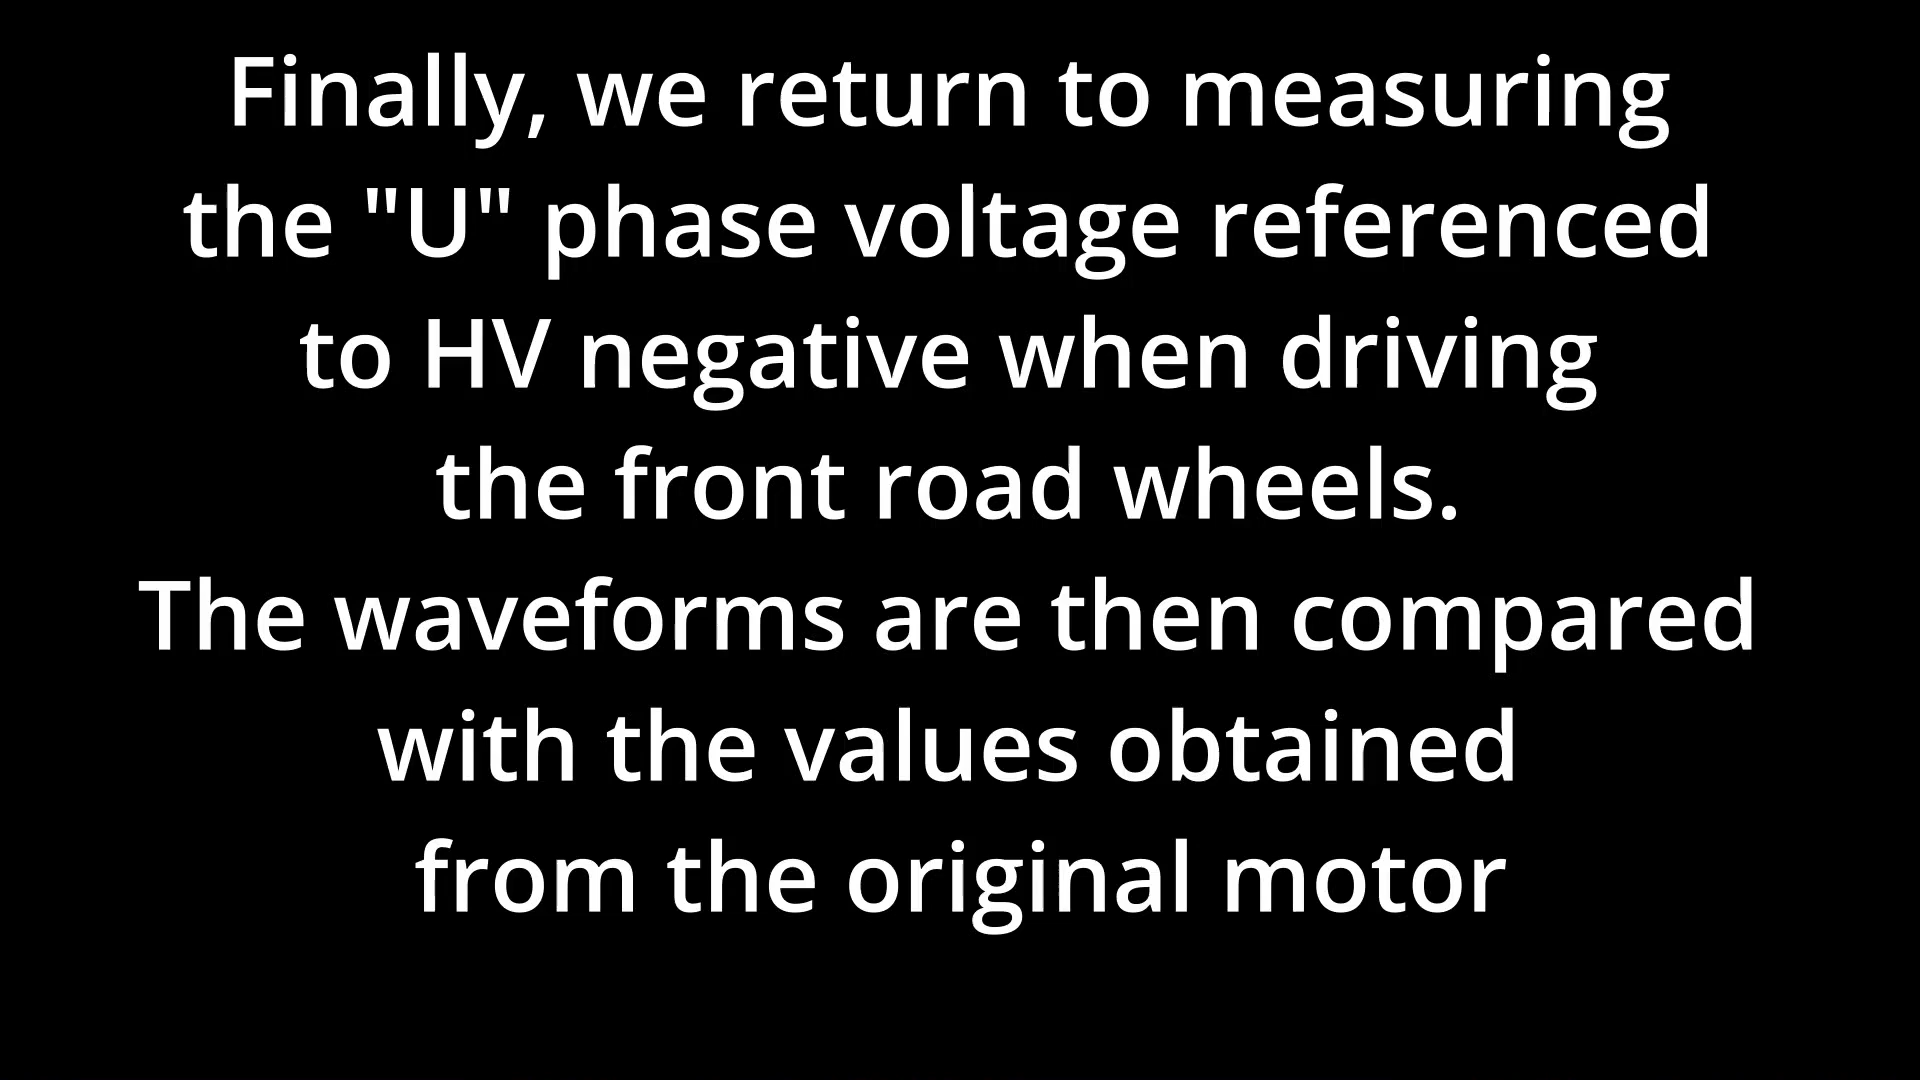 Finally, we return to measuring
the "U" phase voltage referenced
to HV negative when driving
the front road wheels.
The waveforms are then compared
with the values obtained
from the original motor